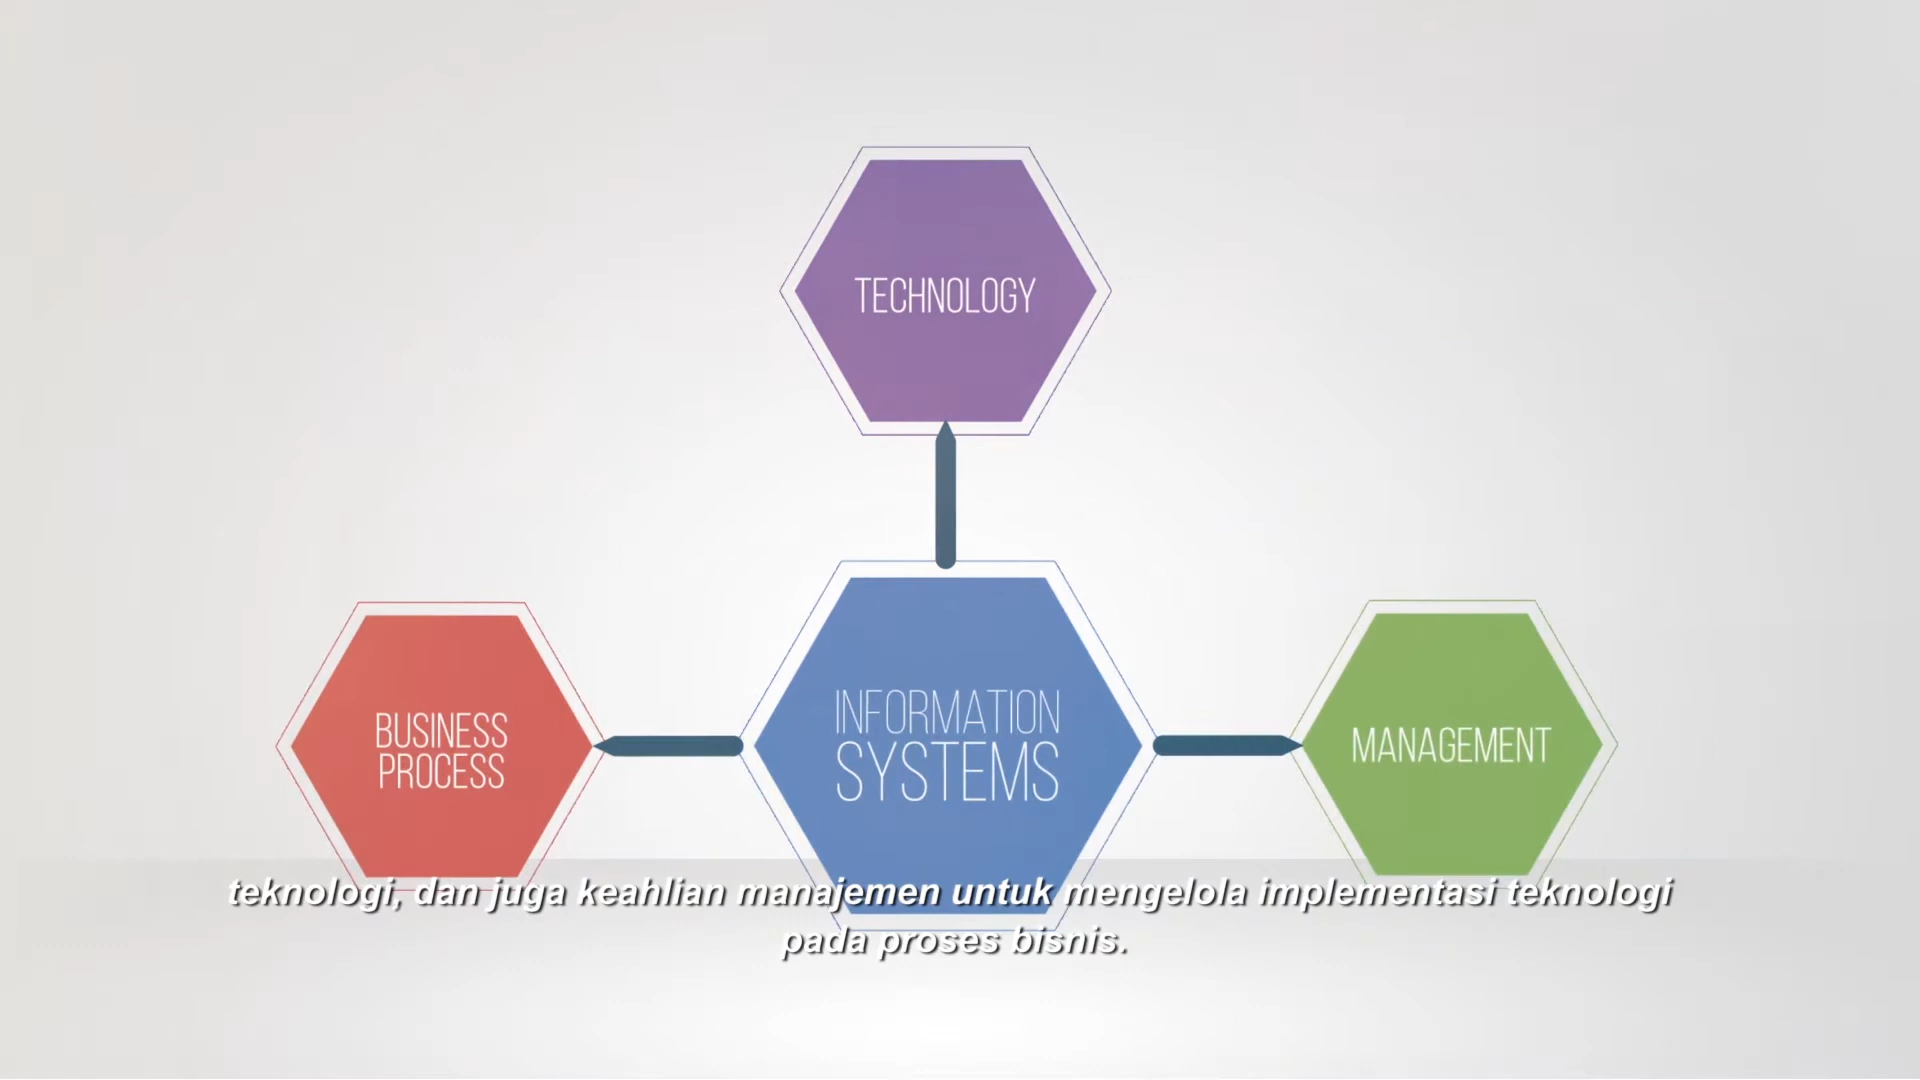 TECHNOLOGY
BUSINESS
PROCESS
INFORMATION
SYSTEMS
MANAGEMENT
teknologi, dan juga keahlian manajemen untuk mengelola implementasi teknologi
pada proses bisnis.